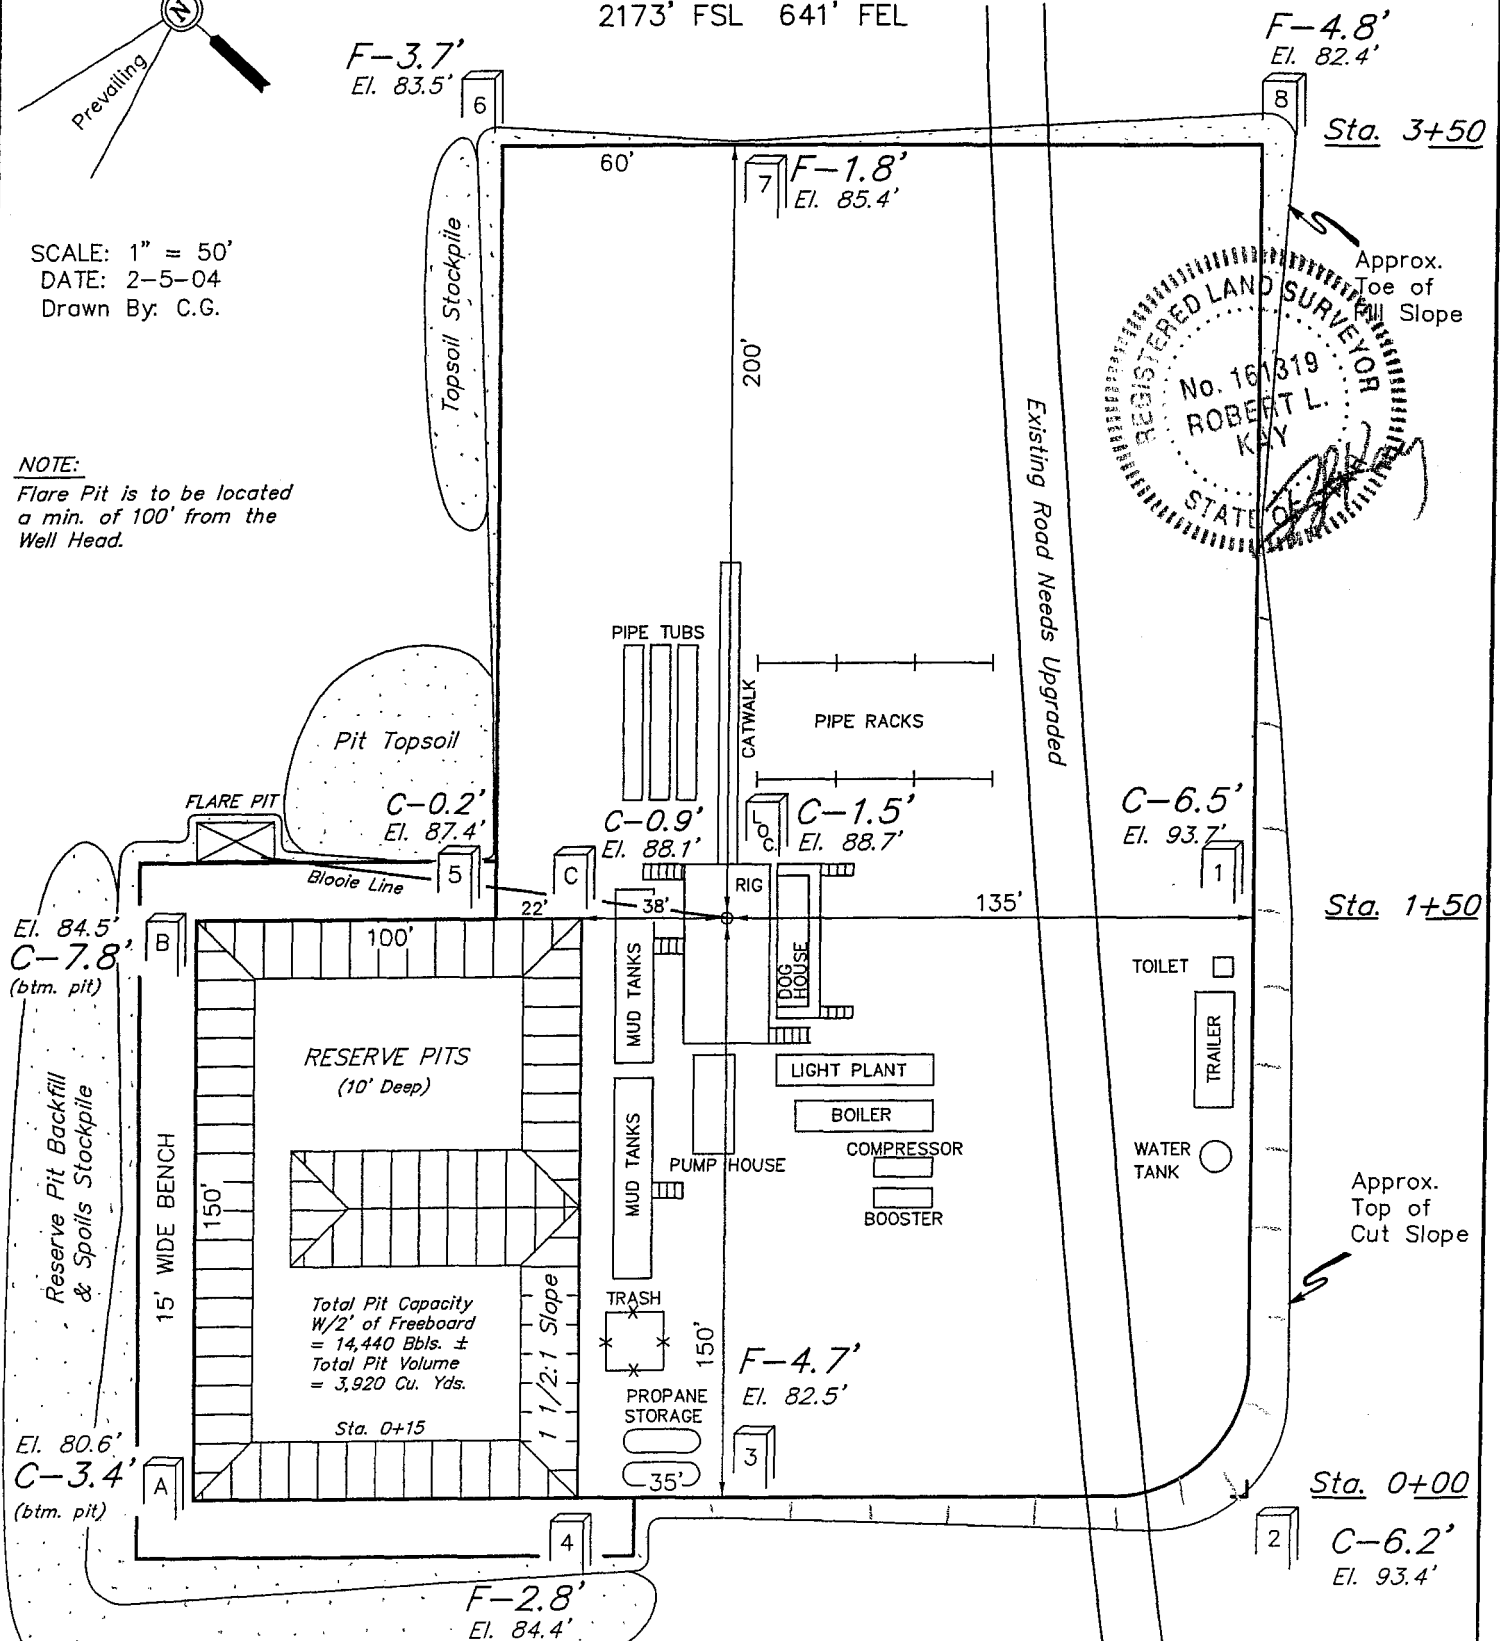 2173' FSL 641' FEL
N
Prevailing
F-3.7'
El. 83.5'
6
F-4.8'
El. 82.4'
8
Sta. 3+50
60'
7
F-1.8'
El. 85.4'
SCALE: 1" = 50'
DATE: 2-5-04
Drawn By: C.G.
Topsoil Stockpile
200'
Approx.
Toe of
Fill Slope
REGISTERED LAND SURVEYOR
No. 161319
ROBERT L.
KAY
STATE OF
Existing Road Needs Upgraded
NOTE:
Flare Pit is to be located
a min. of 100' from the
Well Head.
PIPE TUBS
CATWALK
PIPE RACKS
Pit Topsoil
FLARE PIT
C-0.2'
El. 87.4'
5
C-0.9'
El. 88.1'
C
LOC.
C-1.5'
El. 88.7'
C-6.5'
El. 93.7'
1
Blooie Line
RIG
22'
38'
135'
Sta. 1+50
El. 84.5'
C-7.8'
(btm. pit)
B
100'
MUD TANKS
DOG
HOUSE
TOILET
TRAILER
RESERVE PITS
(10' Deep)
LIGHT PLANT
BOILER
COMPRESSOR
BOOSTER
PUMP HOUSE
MUD TANKS
WATER
TANK
Reserve Pit Backfill
& Spoils Stockpile
15' WIDE BENCH
150'
Approx.
Top of
Cut Slope
Total Pit Capacity
W/2' of Freeboard
= 14,440 Bbls. ±
Total Pit Volume
= 3,920 Cu. Yds.
1 1/2:1 Slope
TRASH
150'
F-4.7'
El. 82.5'
PROPANE
STORAGE
3
Sta. 0+15
El. 80.6'
C-3.4'
(btm. pit)
A
35'
Sta. 0+00
4
2
C-6.2'
El. 93.4'
F-2.8'
El. 84.4'